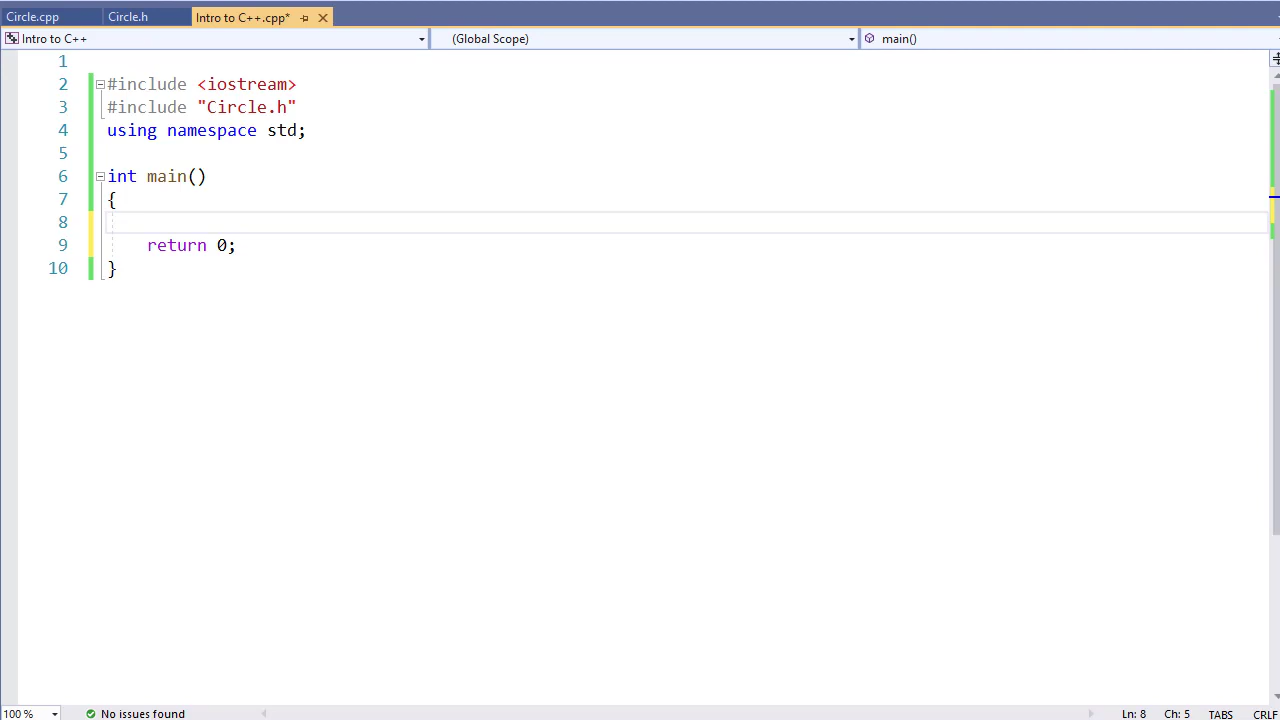 Circle.cpp Circle.h Intro to C++.cpp*
Intro to C++ (Global Scope) main()
1
2 #include <iostream>
3 #include "Circle.h"
4 using namespace std;
5
6 int main()
7 {
8
9 return 0;
10 }
100 % No issues found Ln: 8 Ch: 5 TABS CRLF